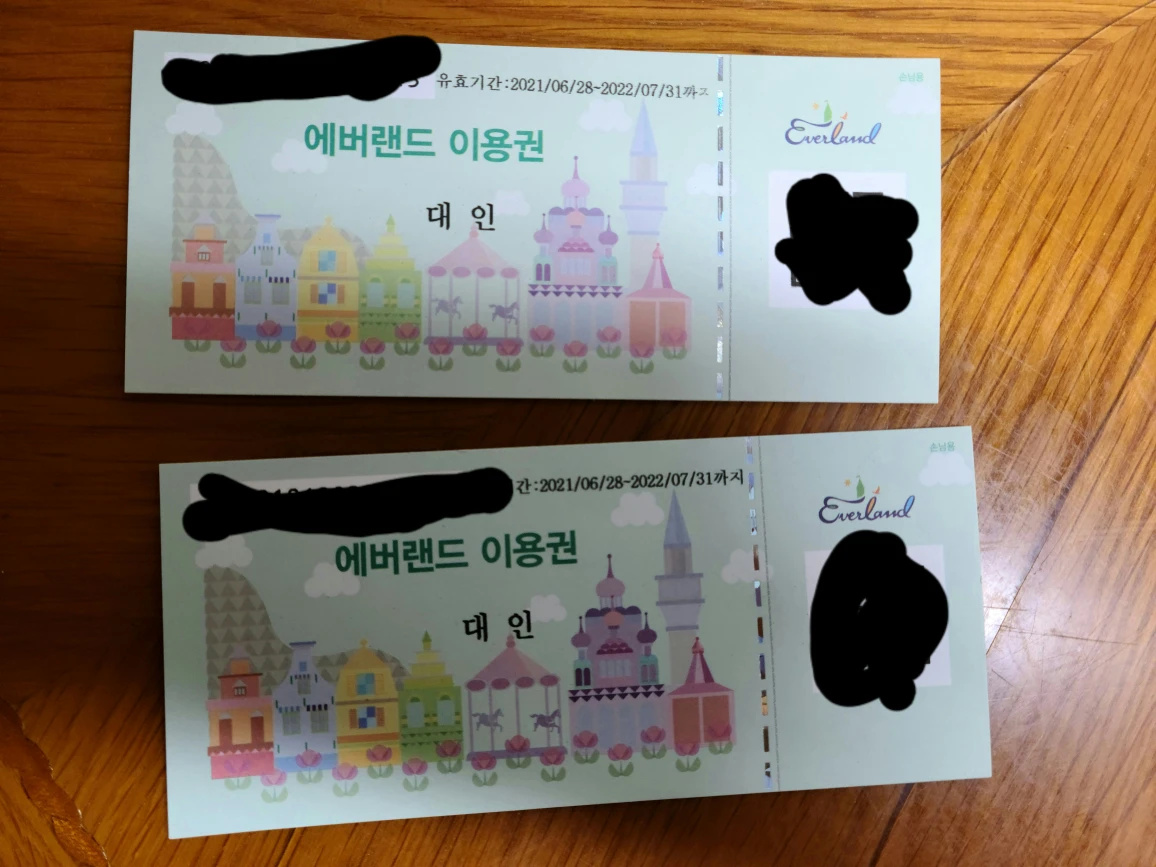 유효기간:2021/06/28~2022/07/31까지
손님용
에버랜드 이용권
Everland
대 인
간:2021/06/28~2022/07/31까지
손님용
에버랜드 이용권
Everland
대 인